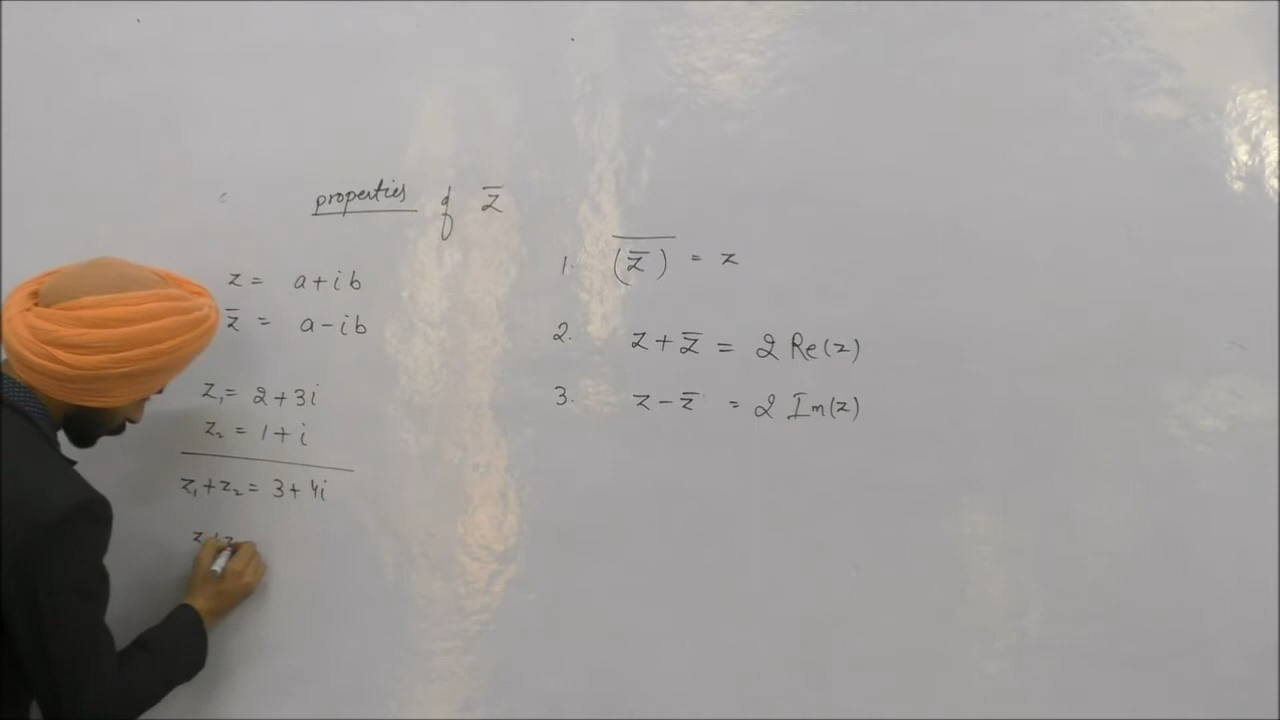 properties of z̅
z = a+ib
z̅ = a-ib
z₁ = 2+3i
z₂ = 1+i
z₁+z₂ = 3+4i
z+z
1. \overline{(z̅)} = z
2. z+z̅ = 2 Re(z)
3. z-z̅ = 2 Im(z)